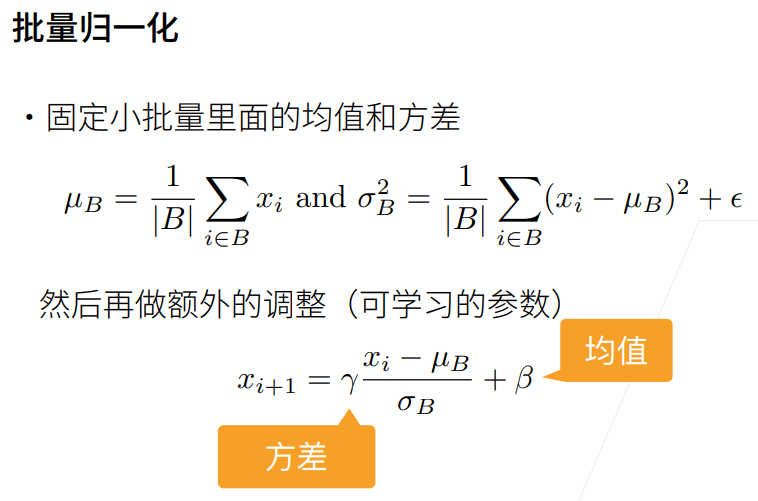 批量归一化
• 固定小批量里面的均值和方差
$\mu_B = \frac{1}{|B|} \sum_{i \in B} x_i \text{ and } \sigma_B^2 = \frac{1}{|B|} \sum_{i \in B} (x_i - \mu_B)^2 + \epsilon$
然后再做额外的调整（可学习的参数）
均值
$x_{i+1} = \gamma \frac{x_i - \mu_B}{\sigma_B} + \beta$
方差